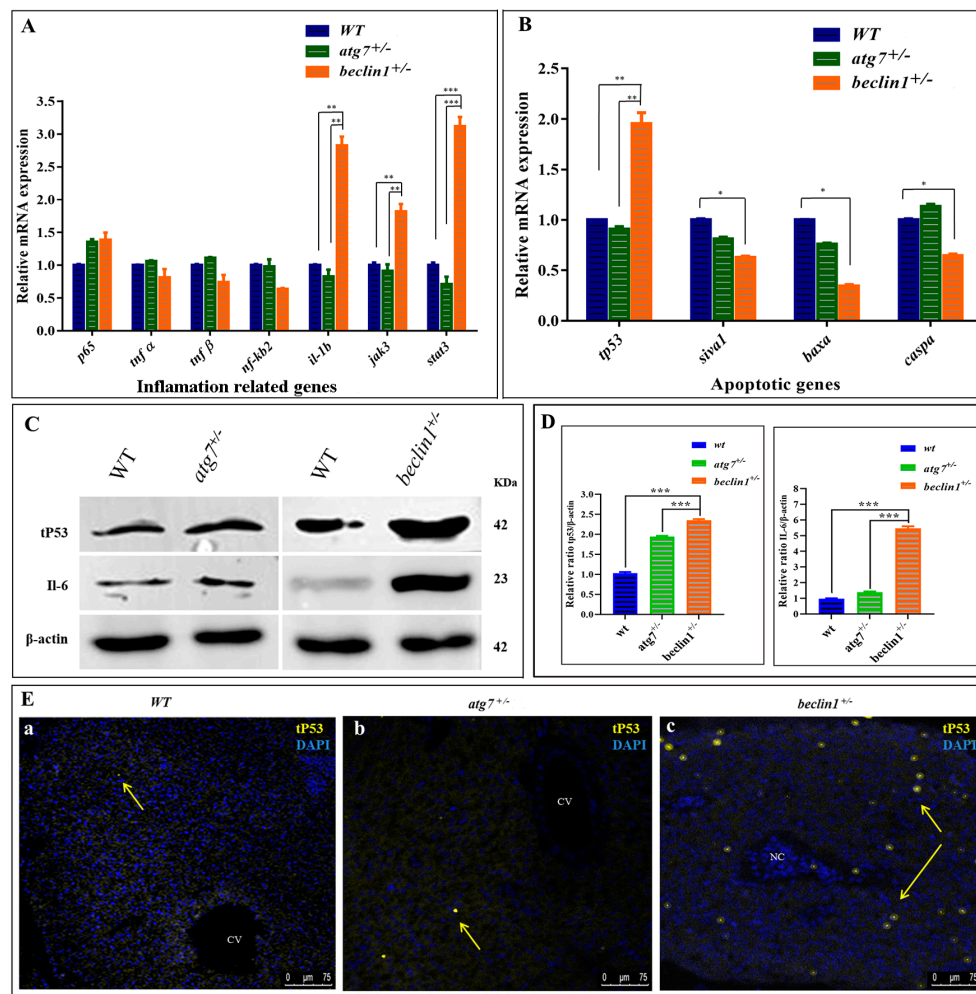 A
WT
atg7+/-
beclin1+/-
Relative mRNA expression
3.5
3.0
2.5
2.0
1.5
1.0
0.5
0.0
** ** ** ** *** ***
p65 tnf α tnf β nf-kb2 il-1b jak3 stat3
Inflamation related genes
B
WT
atg7+/-
beclin1+/-
Relative mRNA expression
2.5
2.0
1.5
1.0
0.5
0.0
** ** * * *
tp53 siva1 baxa caspa
Apoptotic genes
C
WT atg7+/- WT beclin1+/-
KDa
tP53 42
Il-6 23
β-actin 42
D
wt
atg7+/-
beclin1+/-
Relative ratio tp53/β-actin
3.0
2.5
2.0
1.5
1.0
0.5
0.0
*** ***
wt atg7+/- beclin1+/-
wt
atg7+/-
beclin1+/-
Relative ratio IL-6/β-actin
8
7
6
5
4
3
2
1
0
*** ***
wt atg7+/- beclin1+/-
E
WT atg7+/- beclin1+/-
a
tP53
DAPI
CV
0 µm 75
b
tP53
DAPI
CV
0 µm 75
c
tP53
DAPI
NC
0 µm 75